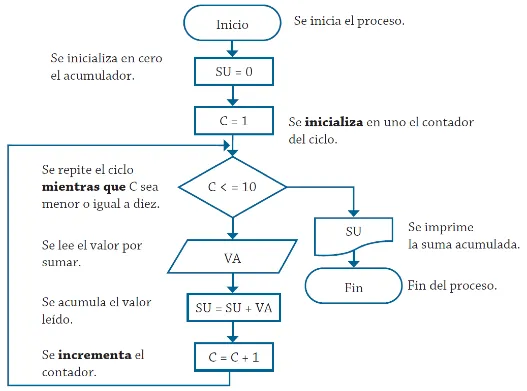 Inicio
Se inicia el proceso.
Se inicializa en cero
el acumulador.
SU = 0
C = 1
Se inicializa en uno el contador
del ciclo.
Se repite el ciclo
mientras que C sea
menor o igual a diez.
C < = 10
SU
Se imprime
la suma acumulada.
Se lee el valor por
sumar.
VA
Fin
Fin del proceso.
Se acumula el valor
leído.
SU = SU + VA
Se incrementa el
contador.
C = C + 1